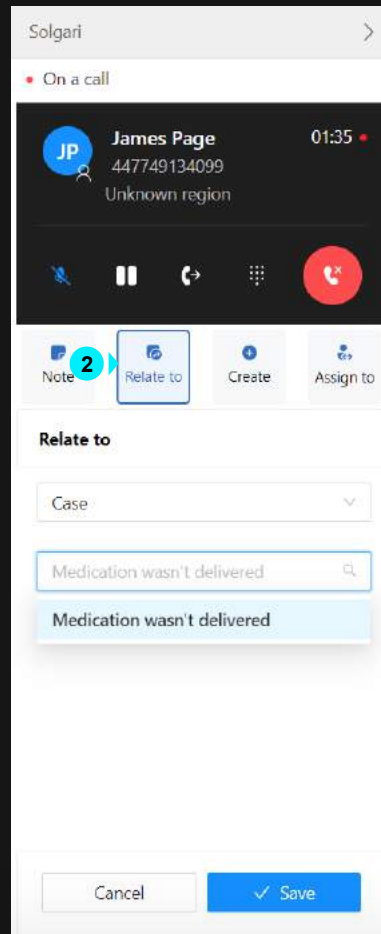 Solgari
On a call
JP
James Page
01:35
447749134099
Unknown region
2
Note
Relate to
Create
Assign to
Relate to
Case
Medication wasn't delivered
Medication wasn't delivered
Cancel
Save